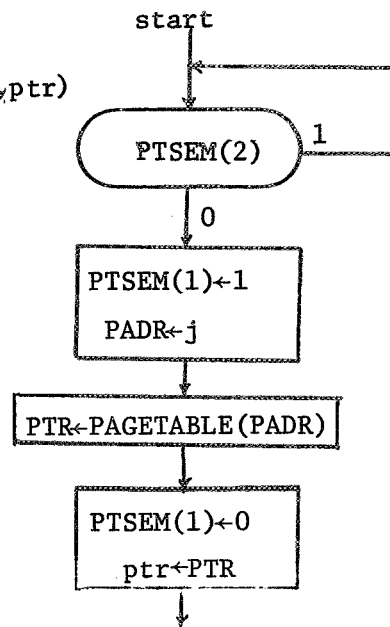 start
,ptr)
PTSEM(2)
1
0
PTSEM(1)←1
PADR←j
PTR←PAGETABLE(PADR)
PTSEM(1)←0
ptr←PTR